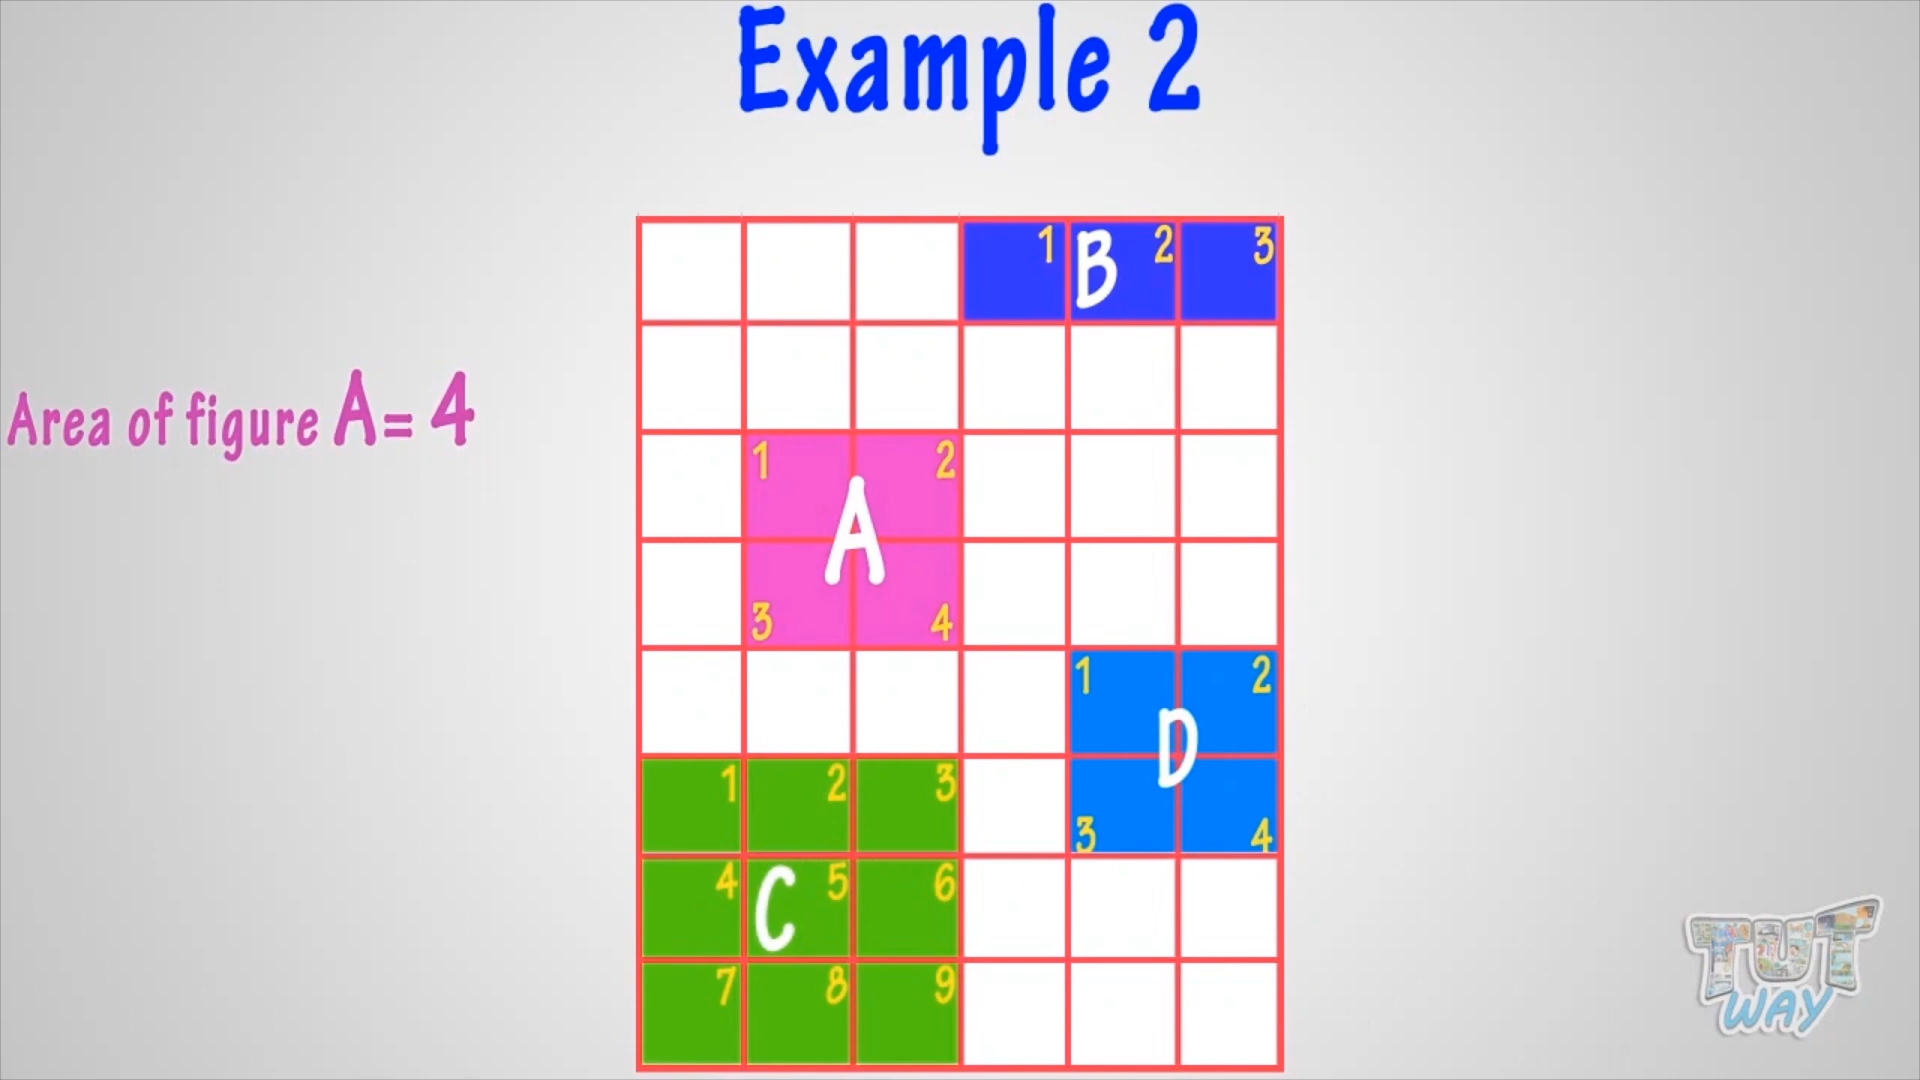 Example 2
1 B 2 3
Area of figure A= 4
1 2
A
3 4
1 2
D
3 4
1 2 3
4 C 5 6
7 8 9
TUT
WAY